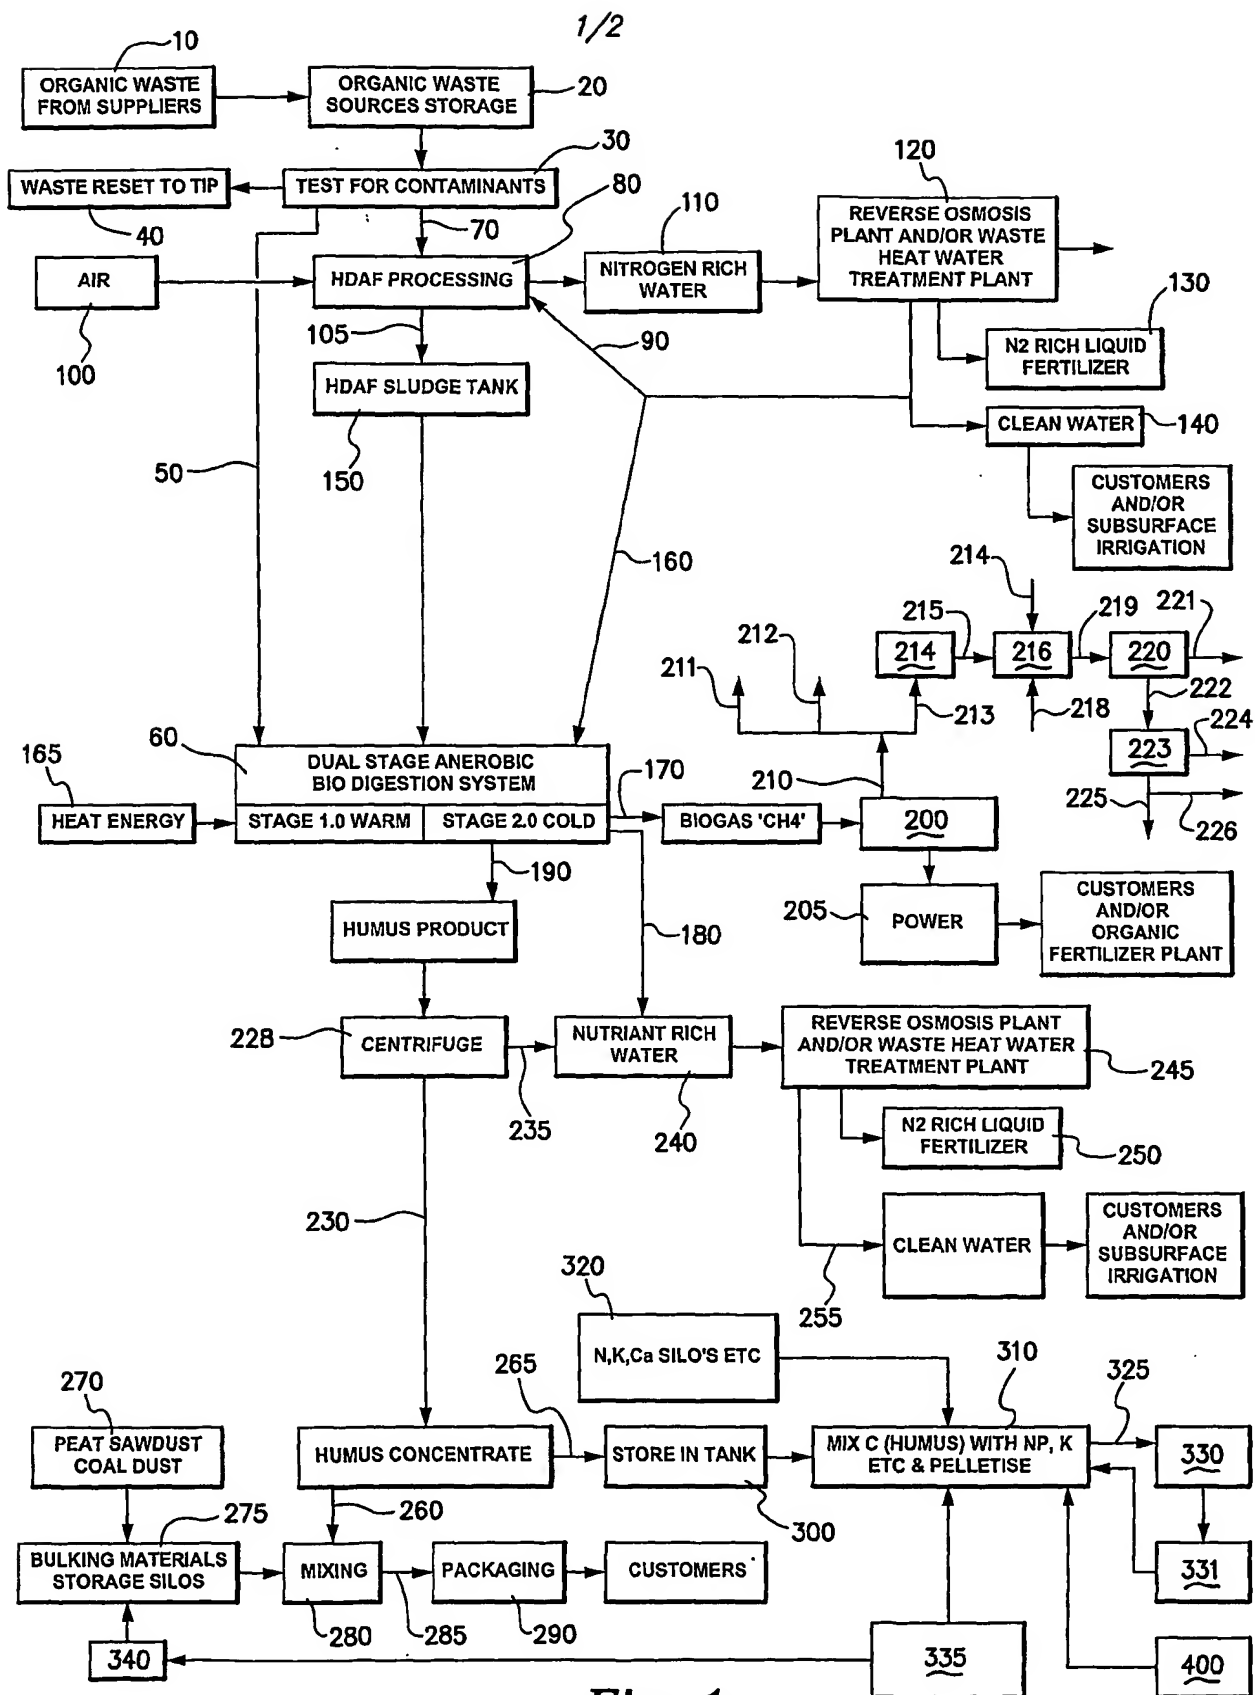 1/2
10
ORGANIC WASTE
FROM SUPPLIERS
ORGANIC WASTE
SOURCES STORAGE
20
30
WASTE RESET TO TIP
TEST FOR CONTAMINANTS
80
40
70
110
120
REVERSE OSMOSIS
PLANT AND/OR WASTE
HEAT WATER
TREATMENT PLANT
AIR
HDAF PROCESSING
NITROGEN RICH
WATER
100
105
90
130
N2 RICH LIQUID
FERTILIZER
HDAF SLUDGE TANK
150
50
CLEAN WATER
140
CUSTOMERS
AND/OR
SUBSURFACE
IRRIGATION
160
214
211
212
214
215
216
219
220
221
213
218
222
223
224
225
226
60
DUAL STAGE ANEROBIC
BIO DIGESTION SYSTEM
165
HEAT ENERGY
STAGE 1.0 WARM
STAGE 2.0 COLD
170
BIOGAS 'CH4'
210
200
190
HUMUS PRODUCT
180
205
POWER
CUSTOMERS
AND/OR
ORGANIC
FERTILIZER PLANT
228
CENTRIFUGE
235
NUTRIANT RICH
WATER
240
REVERSE OSMOSIS PLANT
AND/OR WASTE HEAT WATER
TREATMENT PLANT
245
N2 RICH LIQUID
FERTILIZER
250
230
CLEAN WATER
255
CUSTOMERS
AND/OR
SUBSURFACE
IRRIGATION
320
N,K,Ca SILO'S ETC
270
PEAT SAWDUST
COAL DUST
HUMUS CONCENTRATE
265
STORE IN TANK
300
310
MIX C (HUMUS) WITH NP, K
ETC & PELLETISE
325
330
275
BULKING MATERIALS
STORAGE SILOS
260
MIXING
280
285
PACKAGING
290
CUSTOMERS
331
340
335
400